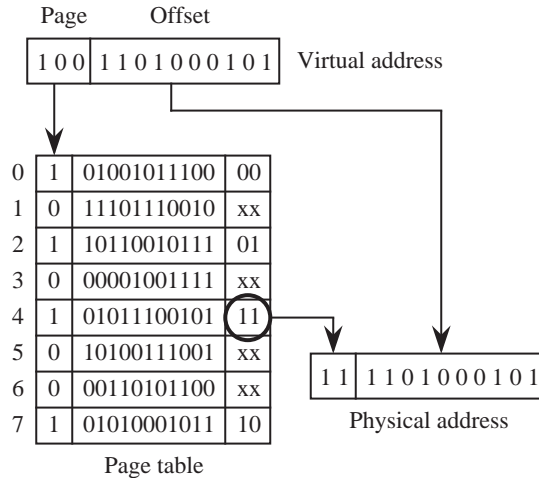 Page Offset
1 0 0 1 1 0 1 0 0 0 1 0 1 Virtual address
0 1 01001011100 00
1 0 11101110010 xx
2 1 10110010111 01
3 0 00001001111 xx
4 1 01011100101 11
5 0 10100111001 xx
6 0 00110101100 xx
7 1 01010001011 10
1 1 1 1 0 1 0 0 0 1 0 1
Physical address
Page table